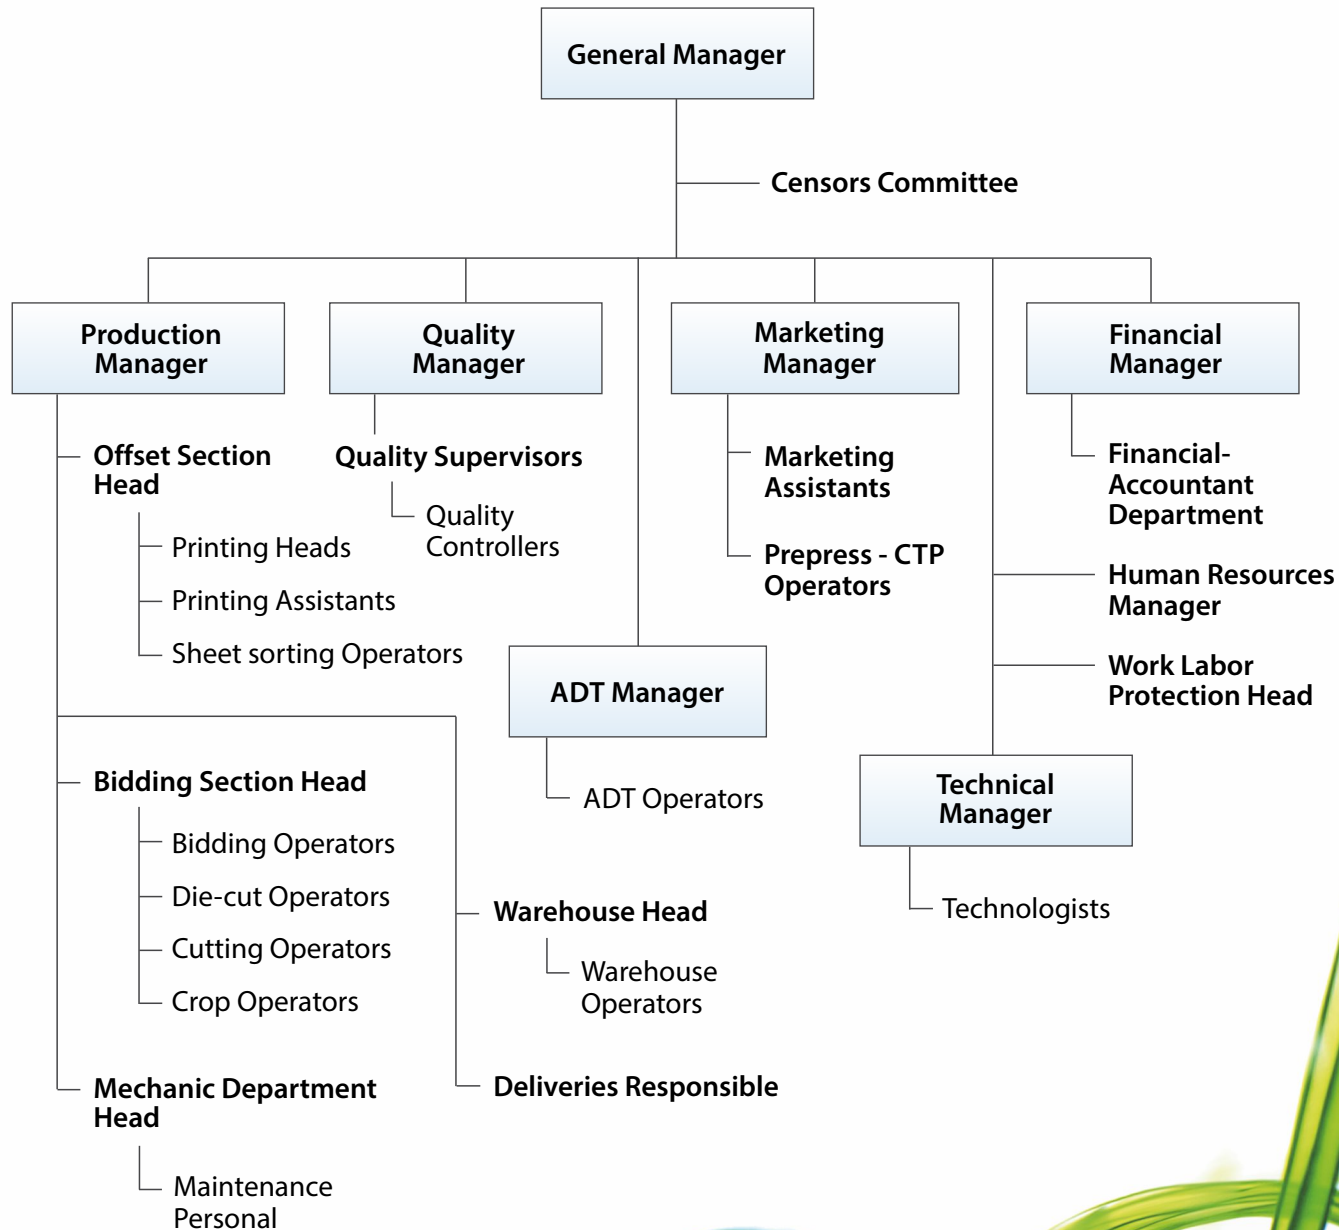 General Manager
Censors Committee
Production
Manager
Quality
Manager
Marketing
Manager
Financial
Manager
Offset Section
Head
Printing Heads
Printing Assistants
Sheet sorting Operators
Quality Supervisors
Quality
Controllers
Marketing
Assistants
Prepress - CTP
Operators
Financial-
Accountant
Department
Human Resources
Manager
Work Labor
Protection Head
ADT Manager
ADT Operators
Technical
Manager
Technologists
Bidding Section Head
Bidding Operators
Die-cut Operators
Cutting Operators
Crop Operators
Warehouse Head
Warehouse
Operators
Deliveries Responsible
Mechanic Department
Head
Maintenance
Personal